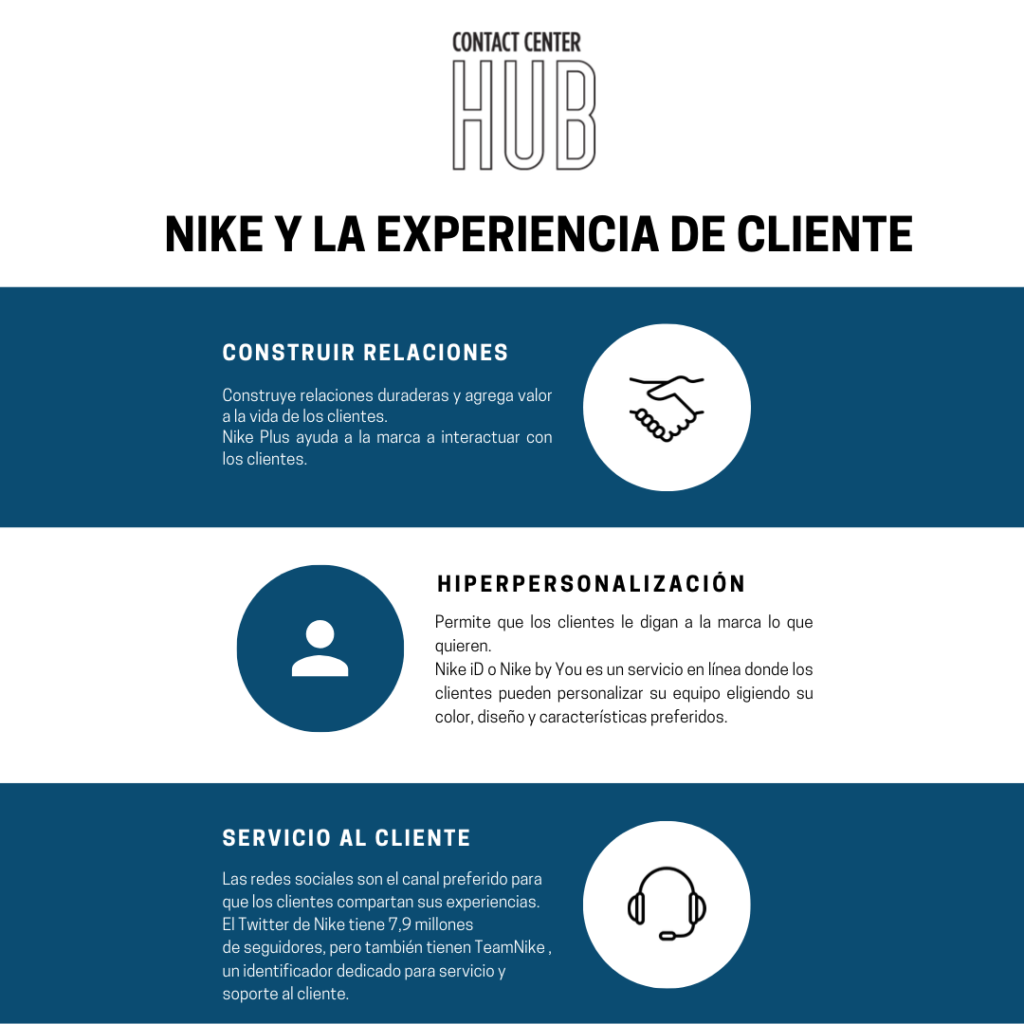 CONTACT CENTER
HUB
NIKE Y LA EXPERIENCIA DE CLIENTE
CONSTRUIR RELACIONES
Construye relaciones duraderas y agrega valor
a la vida de los clientes.
Nike Plus ayuda a la marca a interactuar con
los clientes.
HIPERPERSONALIZACIÓN
Permite que los clientes le digan a la marca lo que
quieren.
Nike iD o Nike by You es un servicio en línea donde los
clientes pueden personalizar su equipo eligiendo su
color, diseño y características preferidos.
SERVICIO AL CLIENTE
Las redes sociales son el canal preferido para
que los clientes compartan sus experiencias.
El Twitter de Nike tiene 7,9 millones
de seguidores, pero también tienen TeamNike ,
un identificador dedicado para servicio y
soporte al cliente.